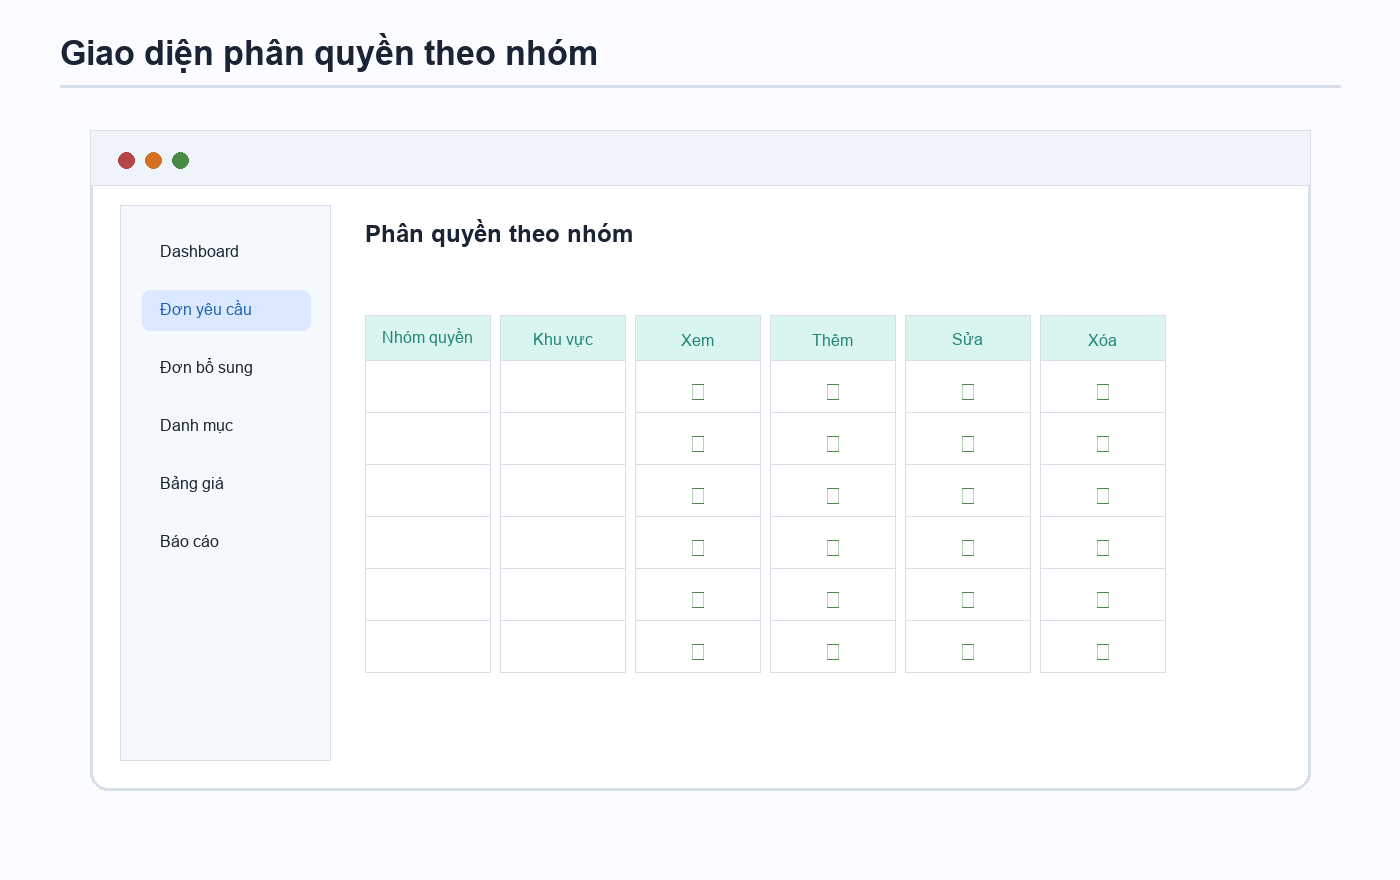 Giao diện phân quyền theo nhóm
Dashboard
Đơn yêu cầu
Đơn bổ sung
Danh mục
Bảng giá
Báo cáo
Phân quyền theo nhóm
Nhóm quyền Khu vực Xem Thêm Sửa Xóa